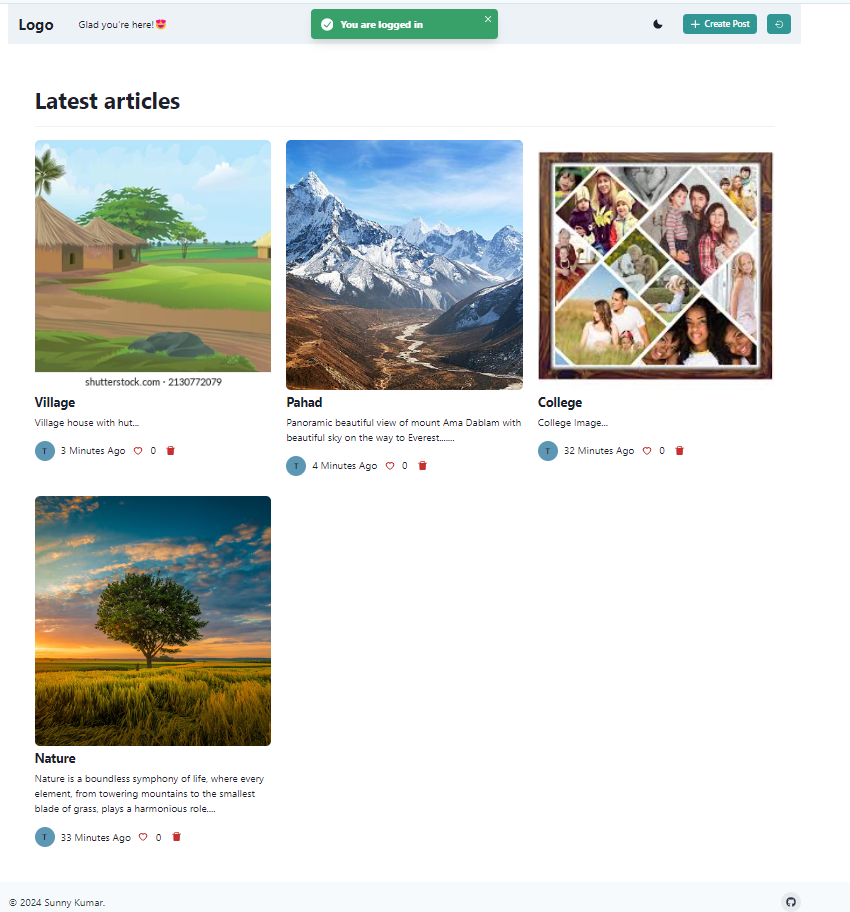 Logo
Glad you're here!😍
You are logged in
Create Post
Latest articles
shutterstock.com · 2130772079
Village
Village house with hut...
T 3 Minutes Ago 0
Pahad
Panoramic beautiful view of mount Ama Dablam with
beautiful sky on the way to Everest.......
T 4 Minutes Ago 0
College
College Image...
T 32 Minutes Ago 0
Nature
Nature is a boundless symphony of life, where every
element, from towering mountains to the smallest
blade of grass, plays a harmonious role....
T 33 Minutes Ago 0
© 2024 Sunny Kumar.